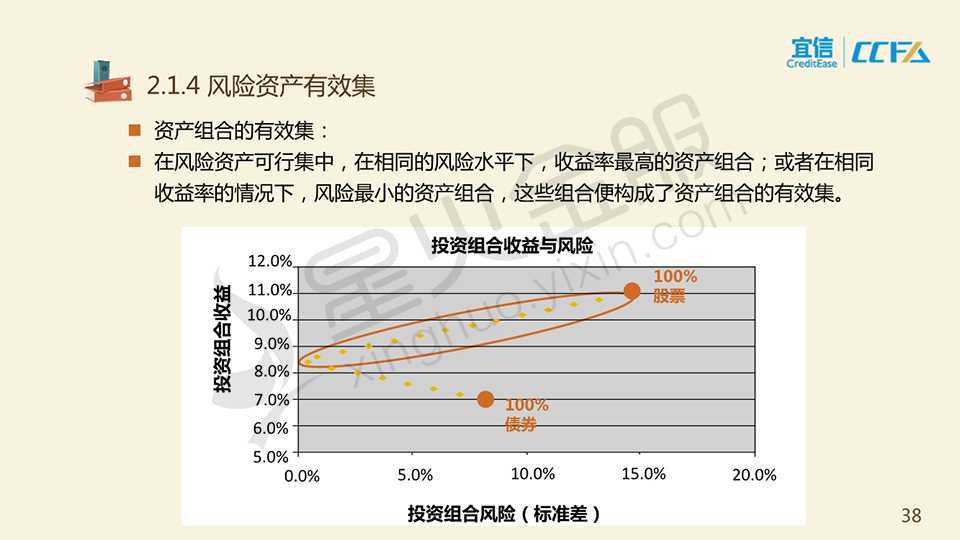 宜信
CreditEase
CCFA
2.1.4 风险资产有效集
资产组合的有效集：
在风险资产可行集中，在相同的风险水平下，收益率最高的资产组合；或者在相同
收益率的情况下，风险最小的资产组合，这些组合便构成了资产组合的有效集。
星火金服
xinghuo.yixin.com
投资组合收益与风险
投资组合收益
12.0%
11.0%
10.0%
9.0%
8.0%
7.0%
6.0%
5.0%
100%
股票
100%
债券
0.0%
5.0%
10.0%
15.0%
20.0%
投资组合风险（标准差）
38